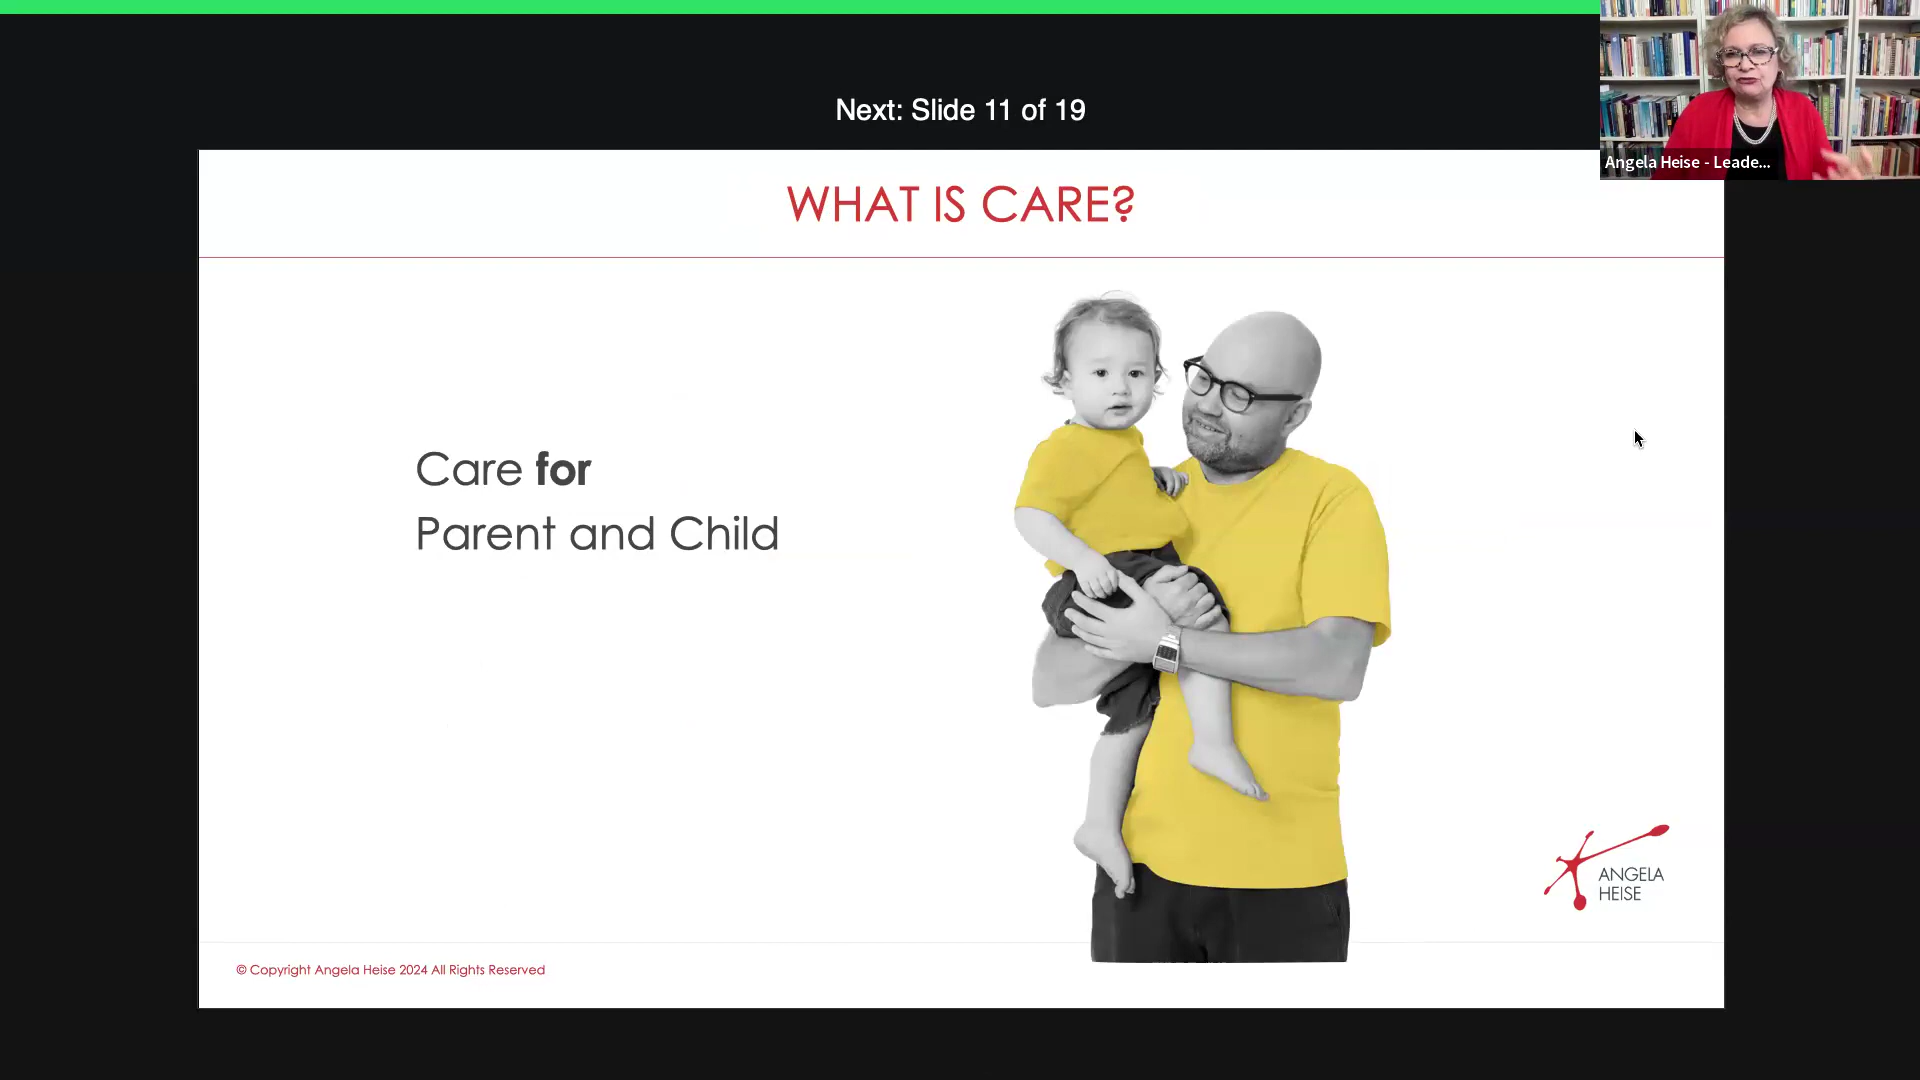 Next: Slide 11 of 19
Angela Heise - Leade...
WHAT IS CARE?
Care for
Parent and Child
ANGELA
HEISE
© Copyright Angela Heise 2024 All Rights Reserved